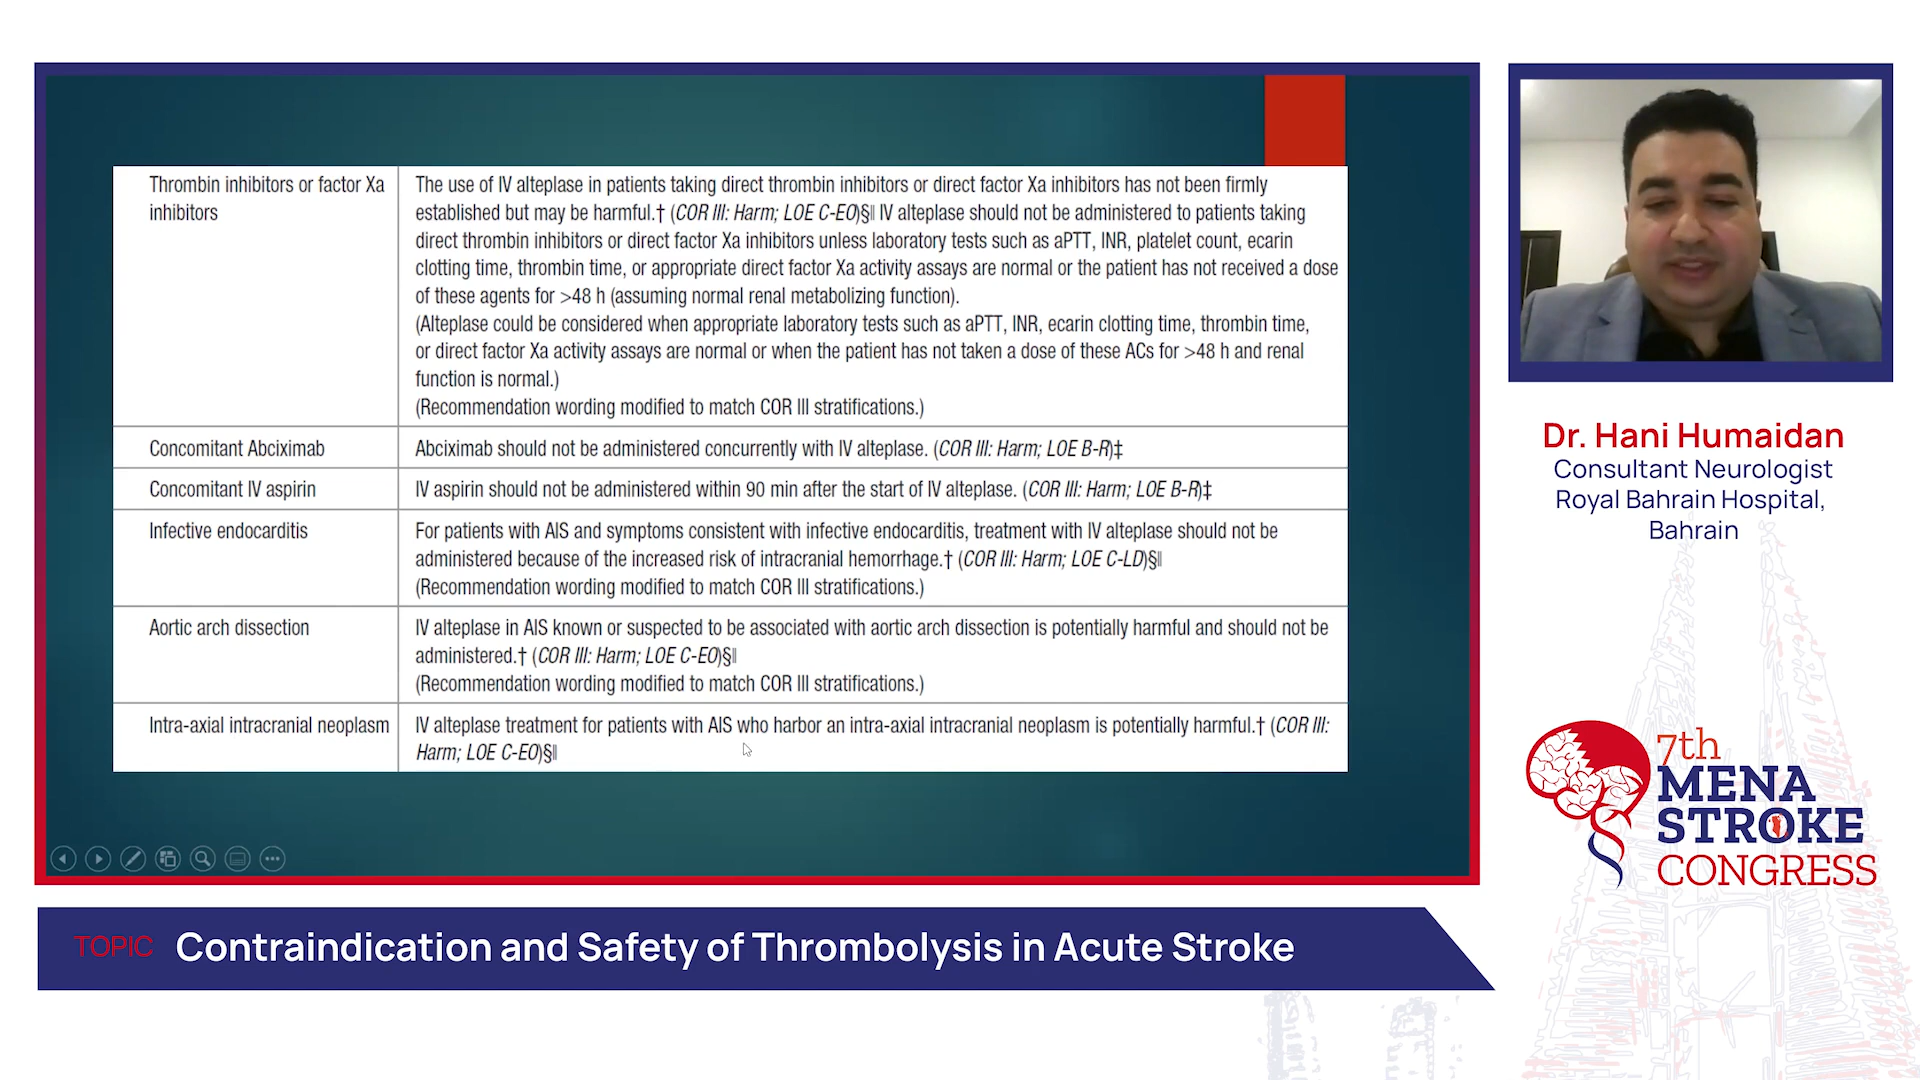 Thrombin inhibitors or factor Xa
inhibitors
The use of IV alteplase in patients taking direct thrombin inhibitors or direct factor Xa inhibitors has not been firmly
established but may be harmful.† (COR III: Harm; LOE C-EO)§‖ IV alteplase should not be administered to patients taking
direct thrombin inhibitors or direct factor Xa inhibitors unless laboratory tests such as aPTT, INR, platelet count, ecarin
clotting time, thrombin time, or appropriate direct factor Xa activity assays are normal or the patient has not received a dose
of these agents for >48 h (assuming normal renal metabolizing function).
(Alteplase could be considered when appropriate laboratory tests such as aPTT, INR, ecarin clotting time, thrombin time,
or direct factor Xa activity assays are normal or when the patient has not taken a dose of these ACs for >48 h and renal
function is normal.)
(Recommendation wording modified to match COR III stratifications.)
Concomitant Abciximab
Abciximab should not be administered concurrently with IV alteplase. (COR III: Harm; LOE B-R)‡
Concomitant IV aspirin
IV aspirin should not be administered within 90 min after the start of IV alteplase. (COR III: Harm; LOE B-R)‡
Infective endocarditis
For patients with AIS and symptoms consistent with infective endocarditis, treatment with IV alteplase should not be
administered because of the increased risk of intracranial hemorrhage.† (COR III: Harm; LOE C-LD)§‖
(Recommendation wording modified to match COR III stratifications.)
Aortic arch dissection
IV alteplase in AIS known or suspected to be associated with aortic arch dissection is potentially harmful and should not be
administered.† (COR III: Harm; LOE C-EO)§‖
(Recommendation wording modified to match COR III stratifications.)
Intra-axial intracranial neoplasm
IV alteplase treatment for patients with AIS who harbor an intra-axial intracranial neoplasm is potentially harmful.† (COR III:
Harm; LOE C-EO)§‖
Dr. Hani Humaidan
Consultant Neurologist
Royal Bahrain Hospital,
Bahrain
7th
MENA
STROKE
CONGRESS
TOPIC Contraindication and Safety of Thrombolysis in Acute Stroke